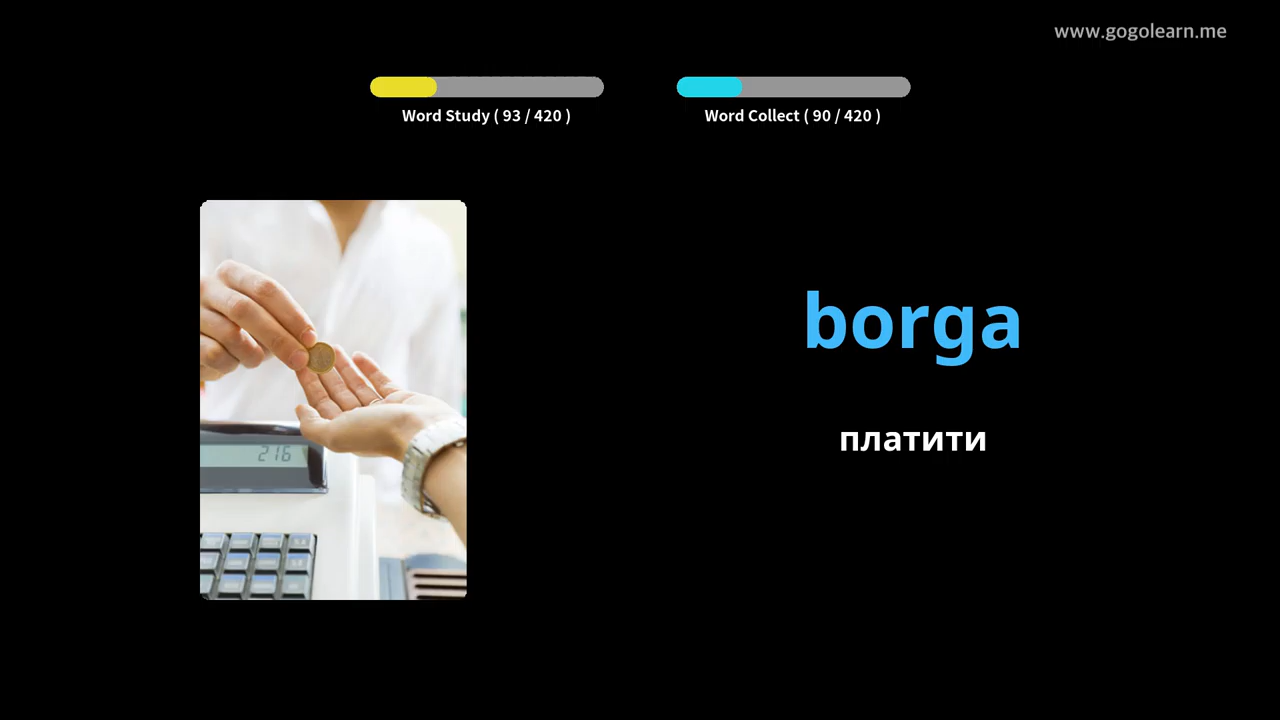 www.gogolearn.me
Word Study ( 93 / 420 )
Word Collect ( 90 / 420 )
borga
платити
216